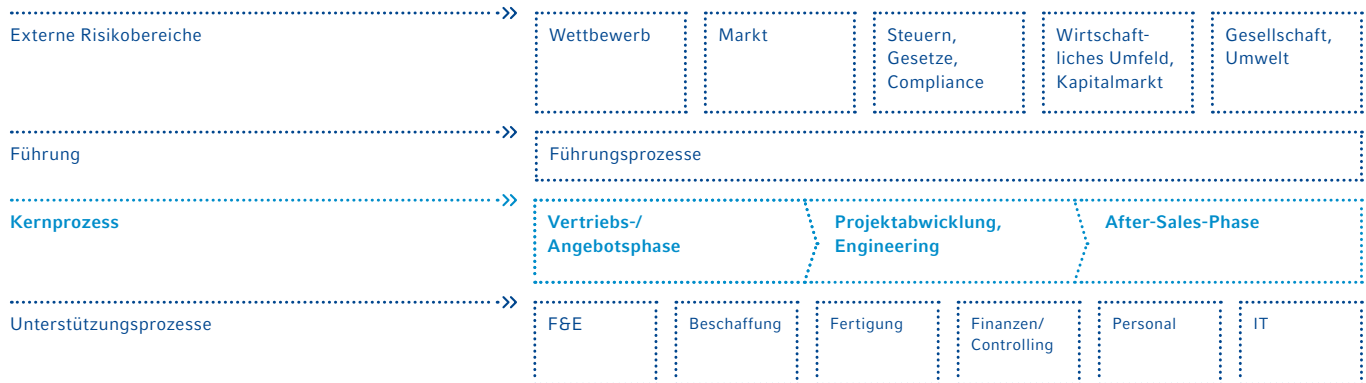 Externe Risikobereiche
Wettbewerb
Markt
Steuern,
Gesetze,
Compliance
Wirtschaft-
liches Umfeld,
Kapitalmarkt
Gesellschaft,
Umwelt
Führung
Führungsprozesse
Kernprozess
Vertriebs-/
Angebotsphase
Projektabwicklung,
Engineering
After-Sales-Phase
Unterstützungsprozesse
F&E
Beschaffung
Fertigung
Finanzen/
Controlling
Personal
IT